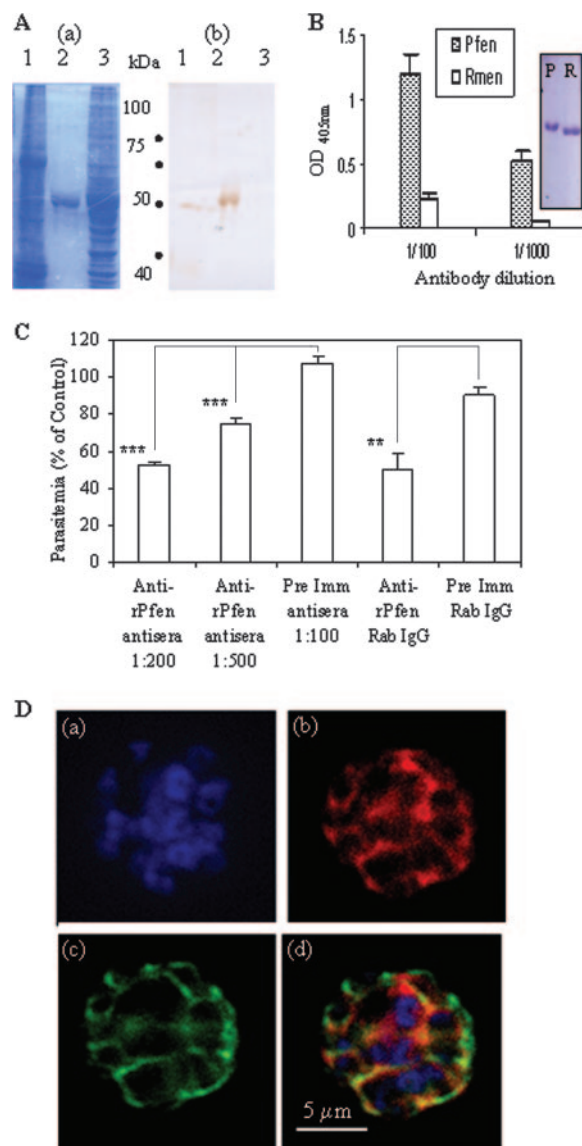 A
(a)
(b)
1 2 3 kDa 1 2 3
100
75
50
40
B
1.5
1
0.5
0
OD 405nm
Pfen
Rmen
P R
1/100 1/1000
Antibody dilution
C
120
100
80
60
40
20
0
Parasitemia (% of Control)
***
***
**
Anti-
rPfen
antisera
1:200
Anti-
rPfen
antisera
1:500
Pre Imm
antisera
1:100
Anti-
rPfen
Rab IgG
Pre Imm
Rab IgG
D
(a)
(b)
(c)
(d)
5 µm